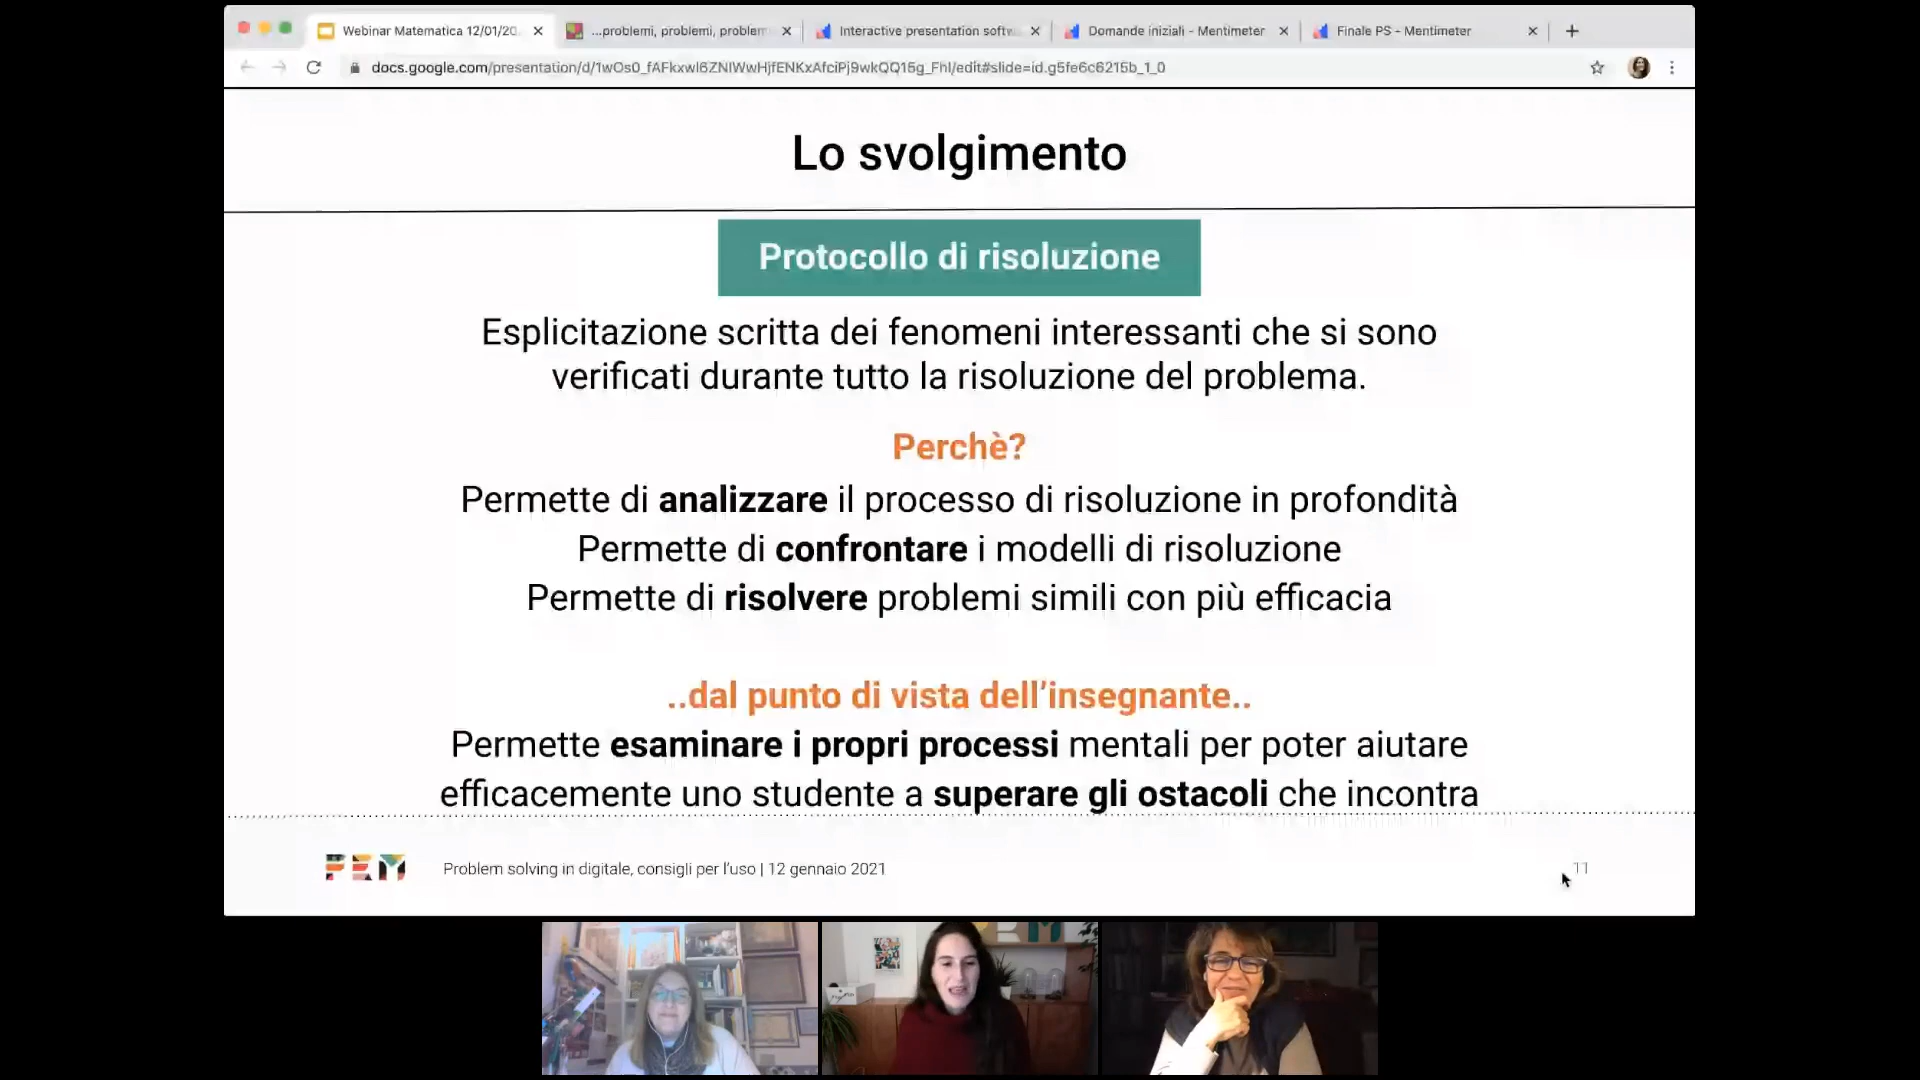 Webinar Matematica 12/01/20
...problemi, problemi, problem
Interactive presentation softw
Domande iniziali - Mentimeter
Finale PS - Mentimeter
docs.google.com/presentation/d/1wOs0_fAFkxwl6ZNIWwHjfENKxAfciPj9wkQQ15g_FhI/edit#slide=id.g5fe6c6215b_1_0
Lo svolgimento
Protocollo di risoluzione
Esplicitazione scritta dei fenomeni interessanti che si sono
verificati durante tutto la risoluzione del problema.
Perchè?
Permette di analizzare il processo di risoluzione in profondità
Permette di confrontare i modelli di risoluzione
Permette di risolvere problemi simili con più efficacia
..dal punto di vista dell'insegnante..
Permette esaminare i propri processi mentali per poter aiutare
efficacemente uno studente a superare gli ostacoli che incontra
FEM
Problem solving in digitale, consigli per l'uso | 12 gennaio 2021
11